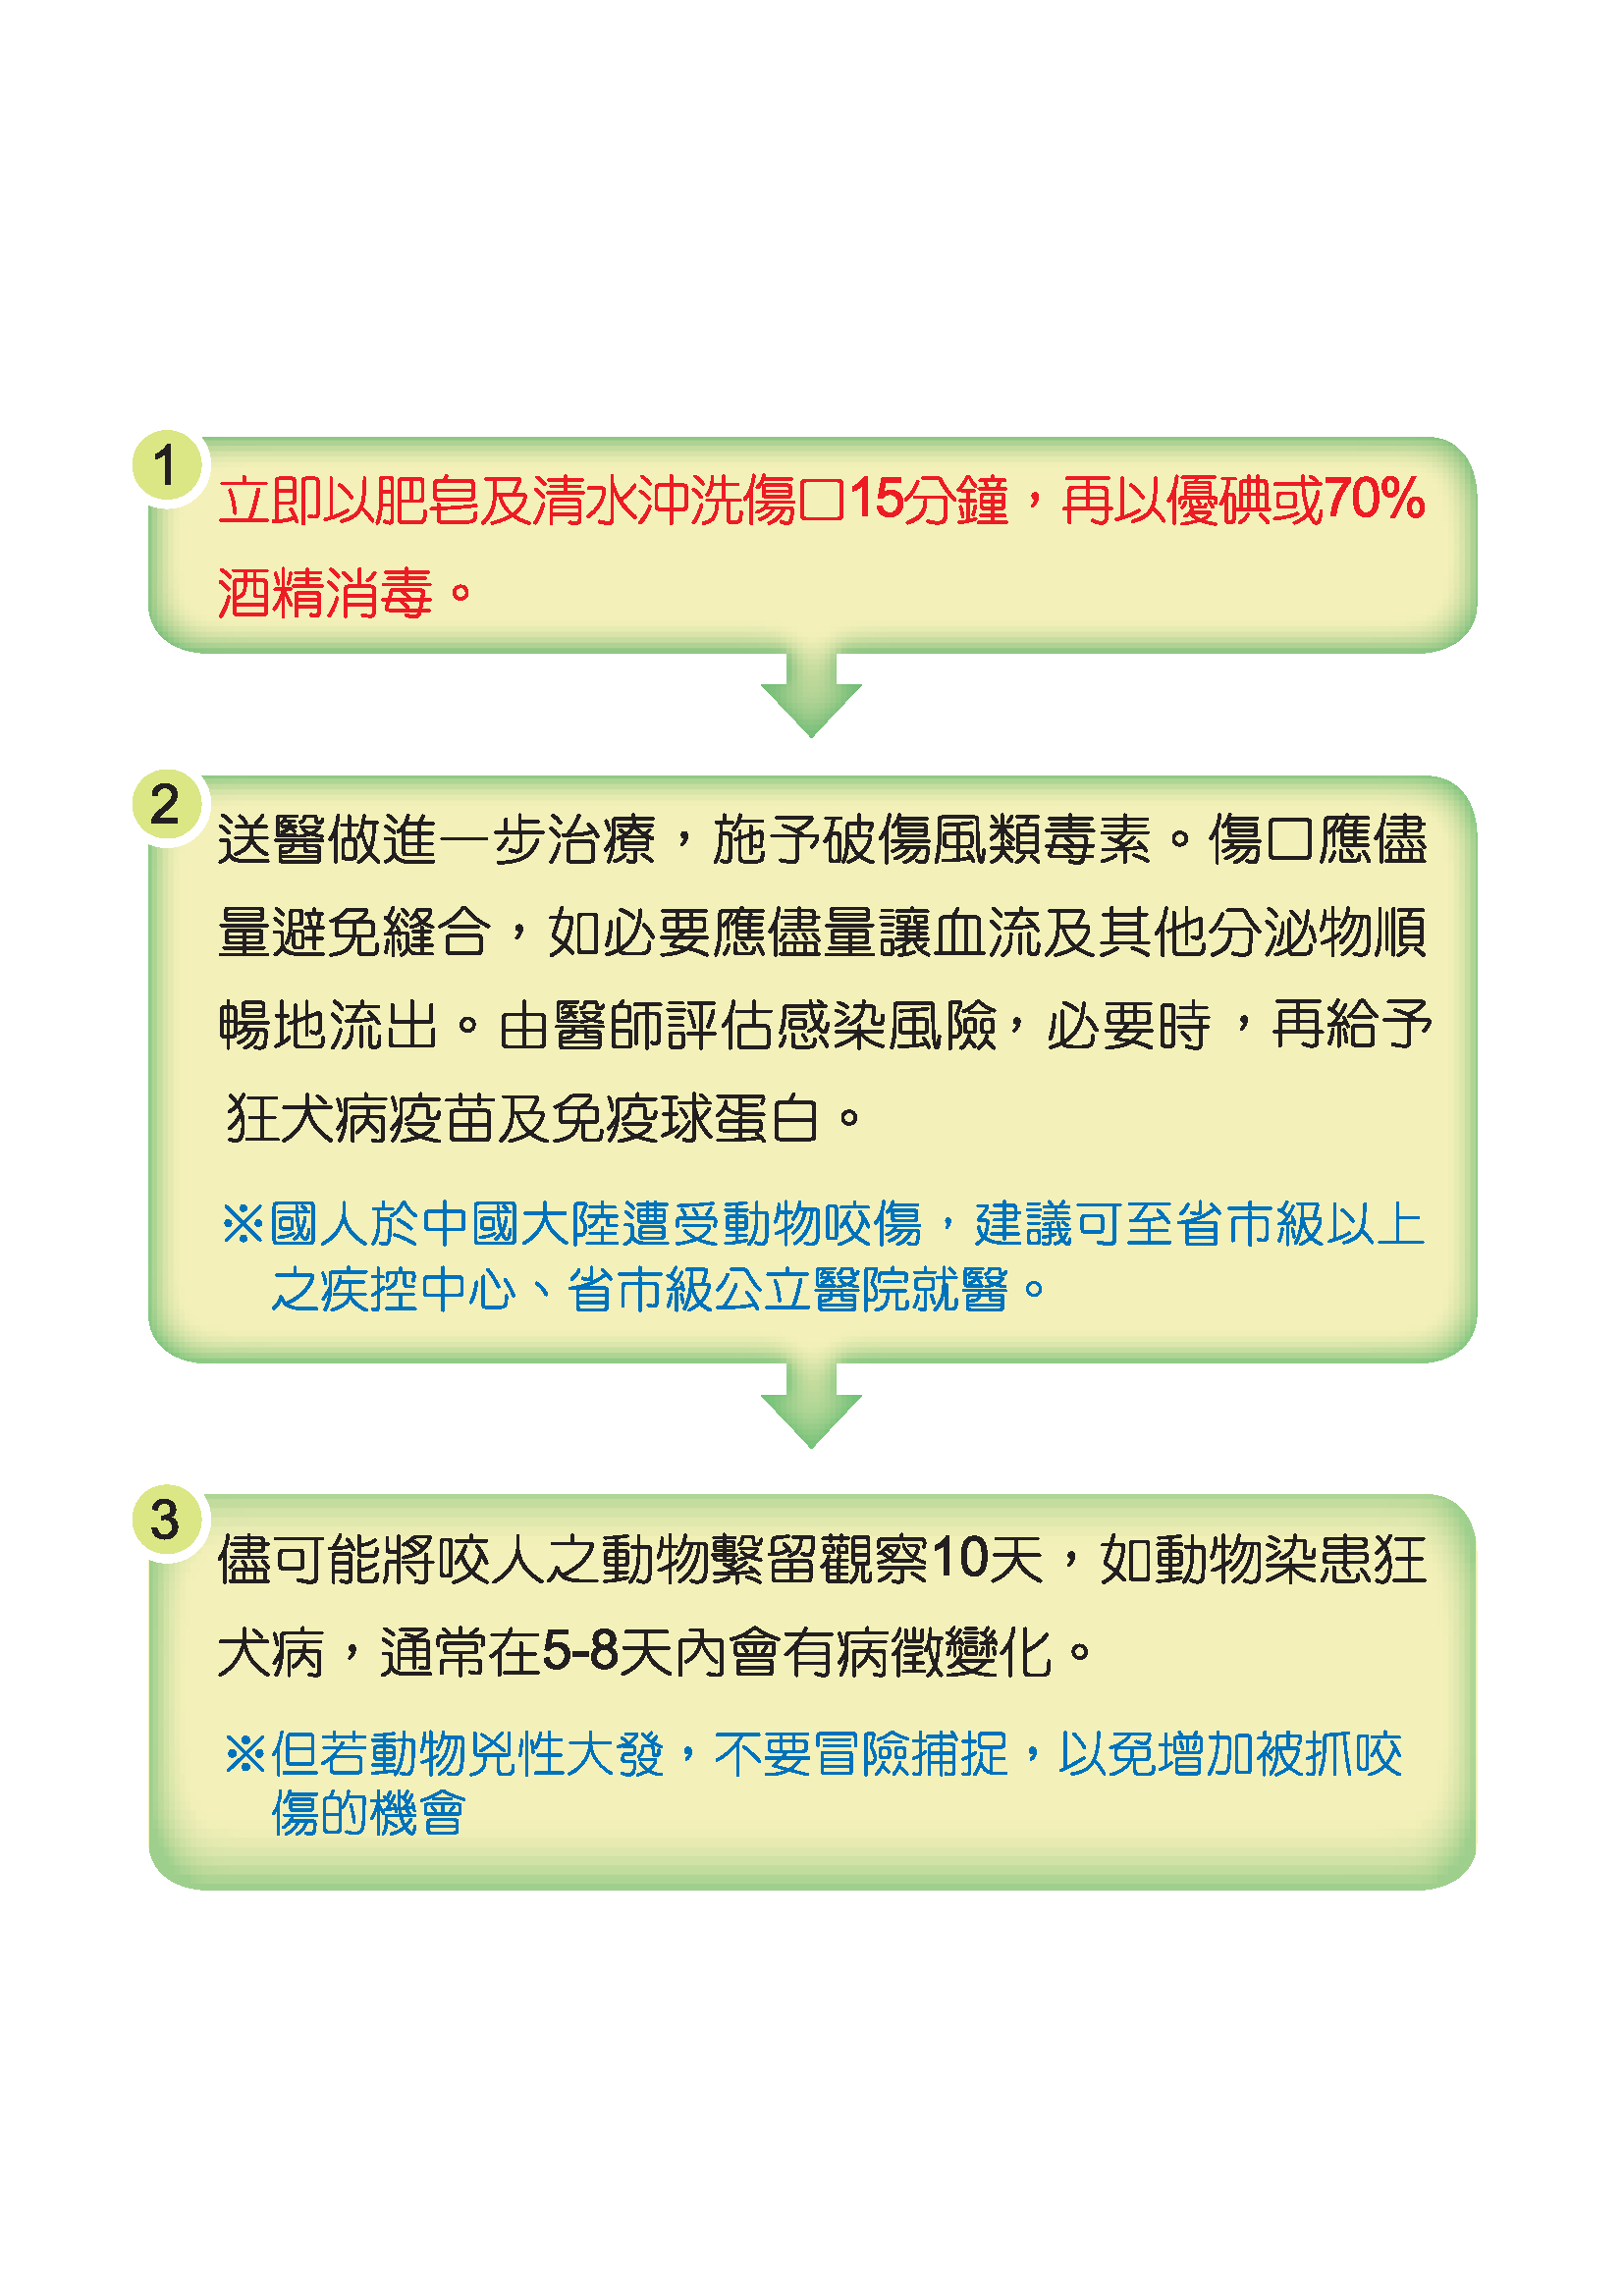 1
立即以肥皂及清水沖洗傷口15分鐘，再以優碘或70%
酒精消毒。
2
送醫做進一步治療，施予破傷風類毒素。傷口應儘
量避免縫合，如必要應儘量讓血流及其他分泌物順
暢地流出。由醫師評估感染風險，必要時，再給予
狂犬病疫苗及免疫球蛋白。
※國人於中國大陸遭受動物咬傷，建議可至省市級以上
之疾控中心、省市級公立醫院就醫。
3
儘可能將咬人之動物繫留觀察10天，如動物染患狂
犬病，通常在5-8天內會有病徵變化。
※但若動物兇性大發，不要冒險捕捉，以免增加被抓咬
傷的機會